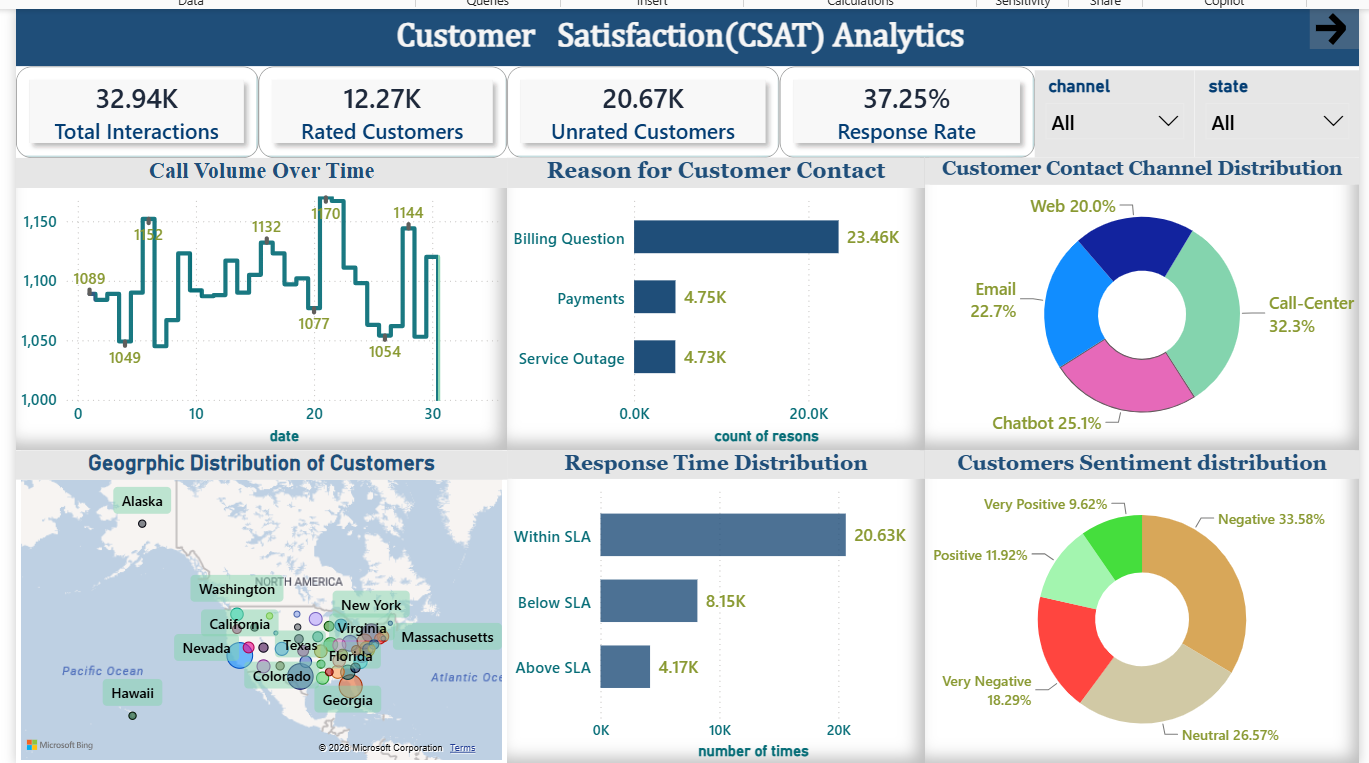 Data Queries Insert Calculations Sensitivity Share Copilot
Customer Satisfaction(CSAT) Analytics
32.94K
Total Interactions
12.27K
Rated Customers
20.67K
Unrated Customers
37.25%
Response Rate
channel
All
state
All
Call Volume Over Time
1,150
1,100
1,050
1,000
1089
1049
1152
1132
1077
1170
1054
1144
0 10 20 30
date
Reason for Customer Contact
Billing Question 23.46K
Payments 4.75K
Service Outage 4.73K
0.0K 20.0K
count of resons
Customer Contact Channel Distribution
Web 20.0%
Email
22.7%
Call-Center
32.3%
Chatbot 25.1%
Geogrphic Distribution of Customers
Alaska
NORTH AMERICA
Washington
New York
California
Virginia
Massachusetts
Nevada
Texas
Florida
Colorado
Georgia
Pacific Ocean
Atlantic Oce
Hawaii
Microsoft Bing
© 2026 Microsoft Corporation Terms
Response Time Distribution
Within SLA 20.63K
Below SLA 8.15K
Above SLA 4.17K
0K 10K 20K
number of times
Customers Sentiment distribution
Very Positive 9.62%
Negative 33.58%
Positive 11.92%
Very Negative
18.29%
Neutral 26.57%